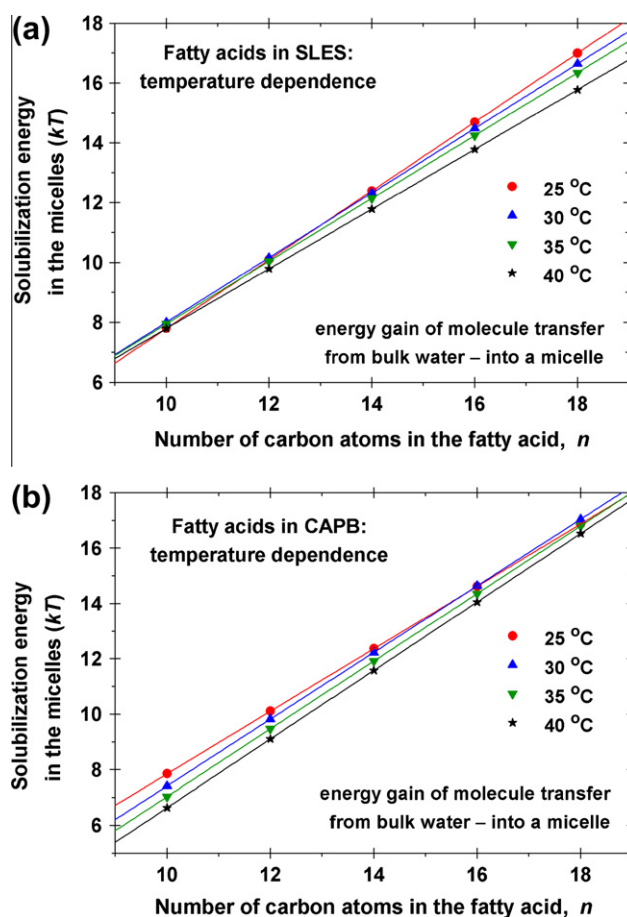 (a)
18
16
14
12
10
8
6
Solubilization energy
in the micelles (kT)
Fatty acids in SLES:
temperature dependence
25 °C
30 °C
35 °C
40 °C
energy gain of molecule transfer
from bulk water – into a micelle
10 12 14 16 18
Number of carbon atoms in the fatty acid, n
(b)
18
16
14
12
10
8
6
Solubilization energy
in the micelles (kT)
Fatty acids in CAPB:
temperature dependence
25 °C
30 °C
35 °C
40 °C
energy gain of molecule transfer
from bulk water – into a micelle
10 12 14 16 18
Number of carbon atoms in the fatty acid, n